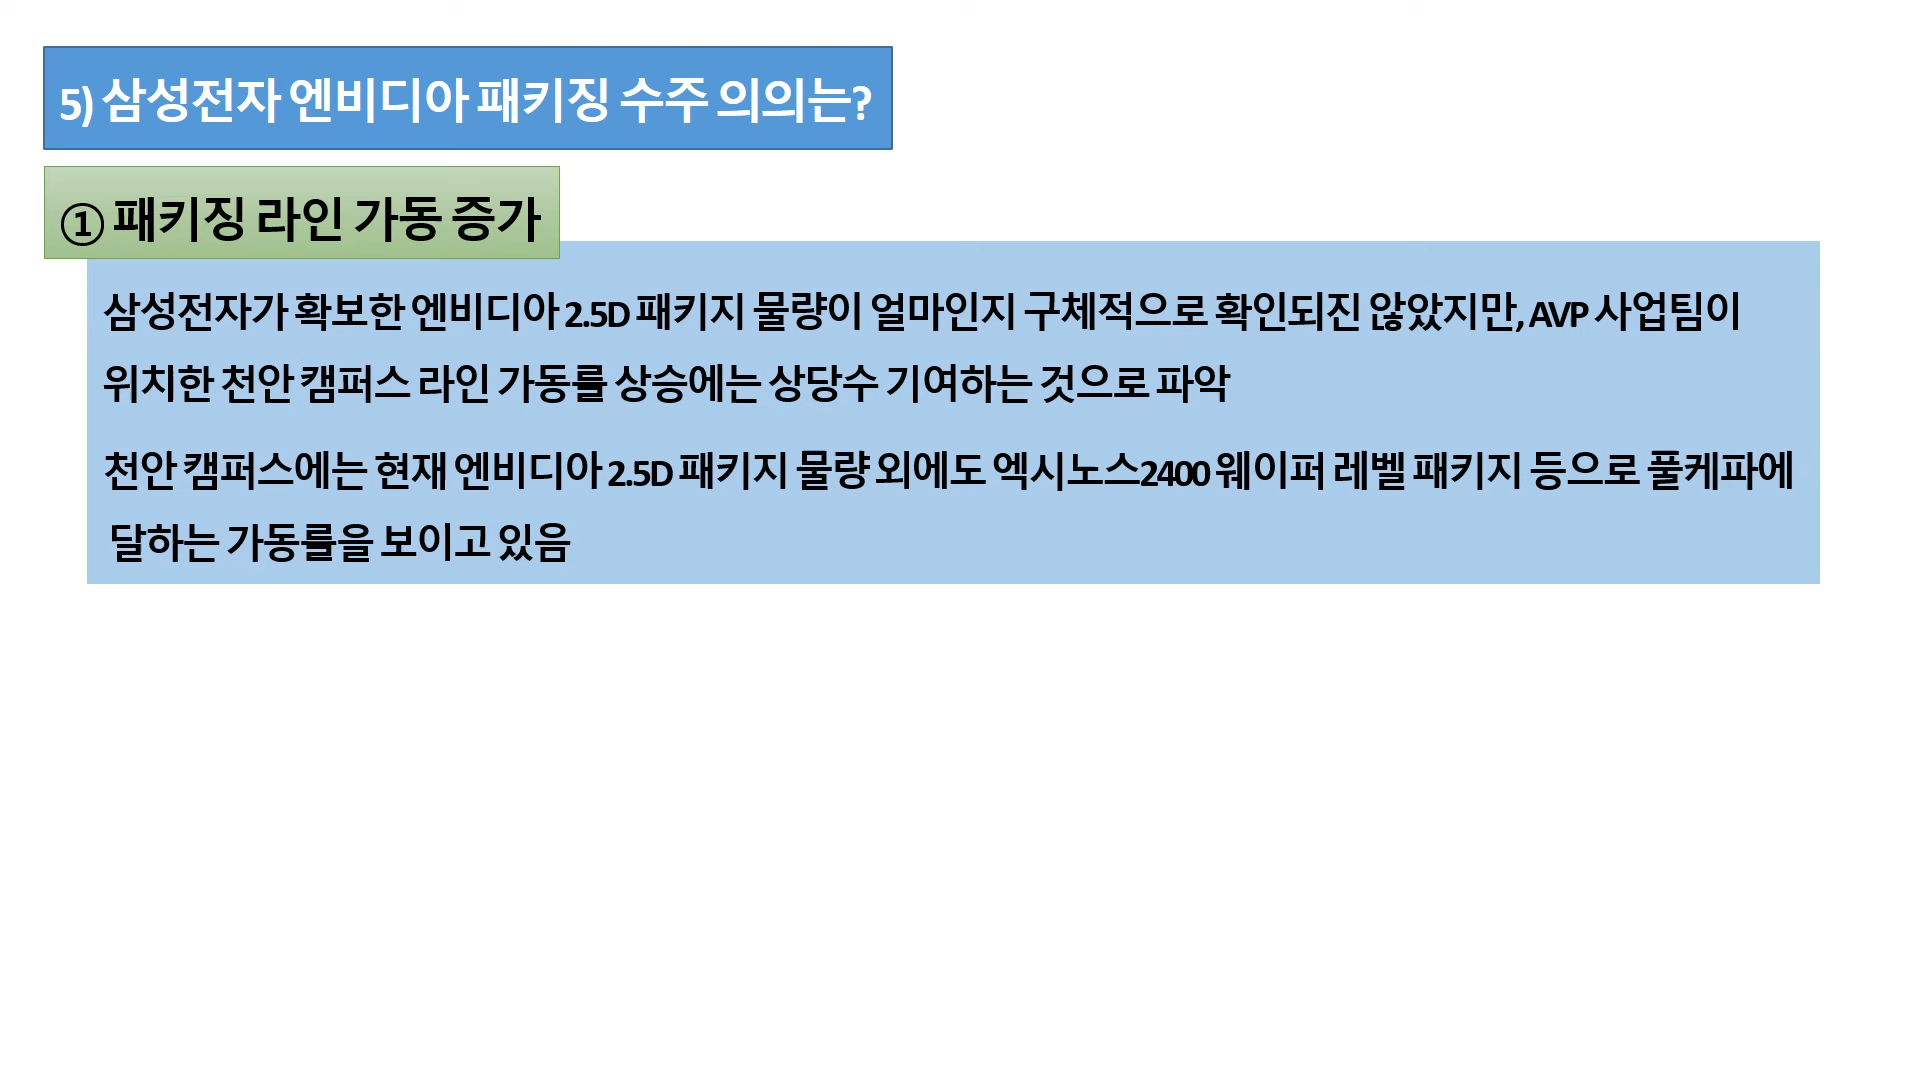 5) 삼성전자 엔비디아 패키징 수주 의의는?
① 패키징 라인 가동 증가
삼성전자가 확보한 엔비디아 2.5D 패키지 물량이 얼마인지 구체적으로 확인되진 않았지만, AVP 사업팀이
위치한 천안 캠퍼스 라인 가동률 상승에는 상당수 기여하는 것으로 파악
천안 캠퍼스에는 현재 엔비디아 2.5D 패키지 물량 외에도 엑시노스2400 웨이퍼 레벨 패키지 등으로 풀케파에
달하는 가동률을 보이고 있음